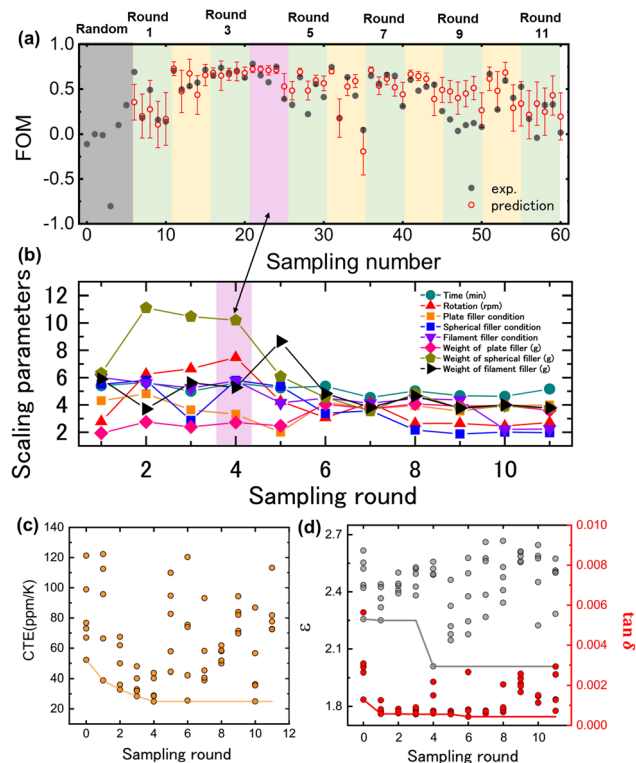 Round Round Round Round Round Round
Random 1 3 5 7 9 11
(a)
1.0
0.5
0.0
0.5
-1.0
FOM
exp.
prediction
0 10 20 30 40 50 60
Sampling number
(b)
12
10
8
6
4
2
Scaling parameters
Time (min)
Rotation (rpm)
Plate filler condition
Spherical filler condition
Filament filler condition
Weight of plate filler (g)
Weight of spherical filler (g)
Weight of filament filler (g)
2 4 6 8 10
Sampling round
(c)
140
120
100
80
60
40
20
CTE(ppm/K)
0 2 4 6 8 10 12
Sampling round
(d)
2.7
2.4
2.1
1.8
ε
0.010
0.008
0.006
0.004
0.002
0.000
tan δ
0 2 4 6 8 10
Sampling round